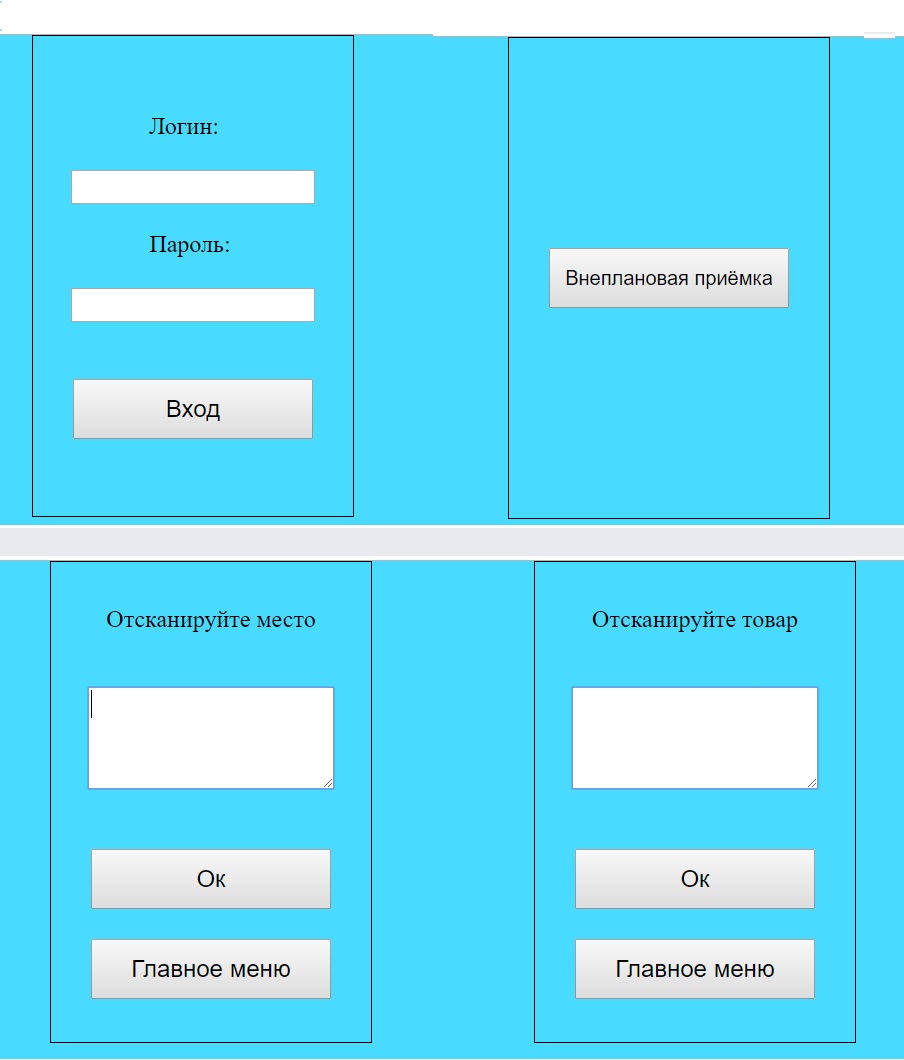 Логин:
Пароль:
Вход
Внеплановая приёмка
Отсканируйте место
Ок
Главное меню
Отсканируйте товар
Ок
Главное меню